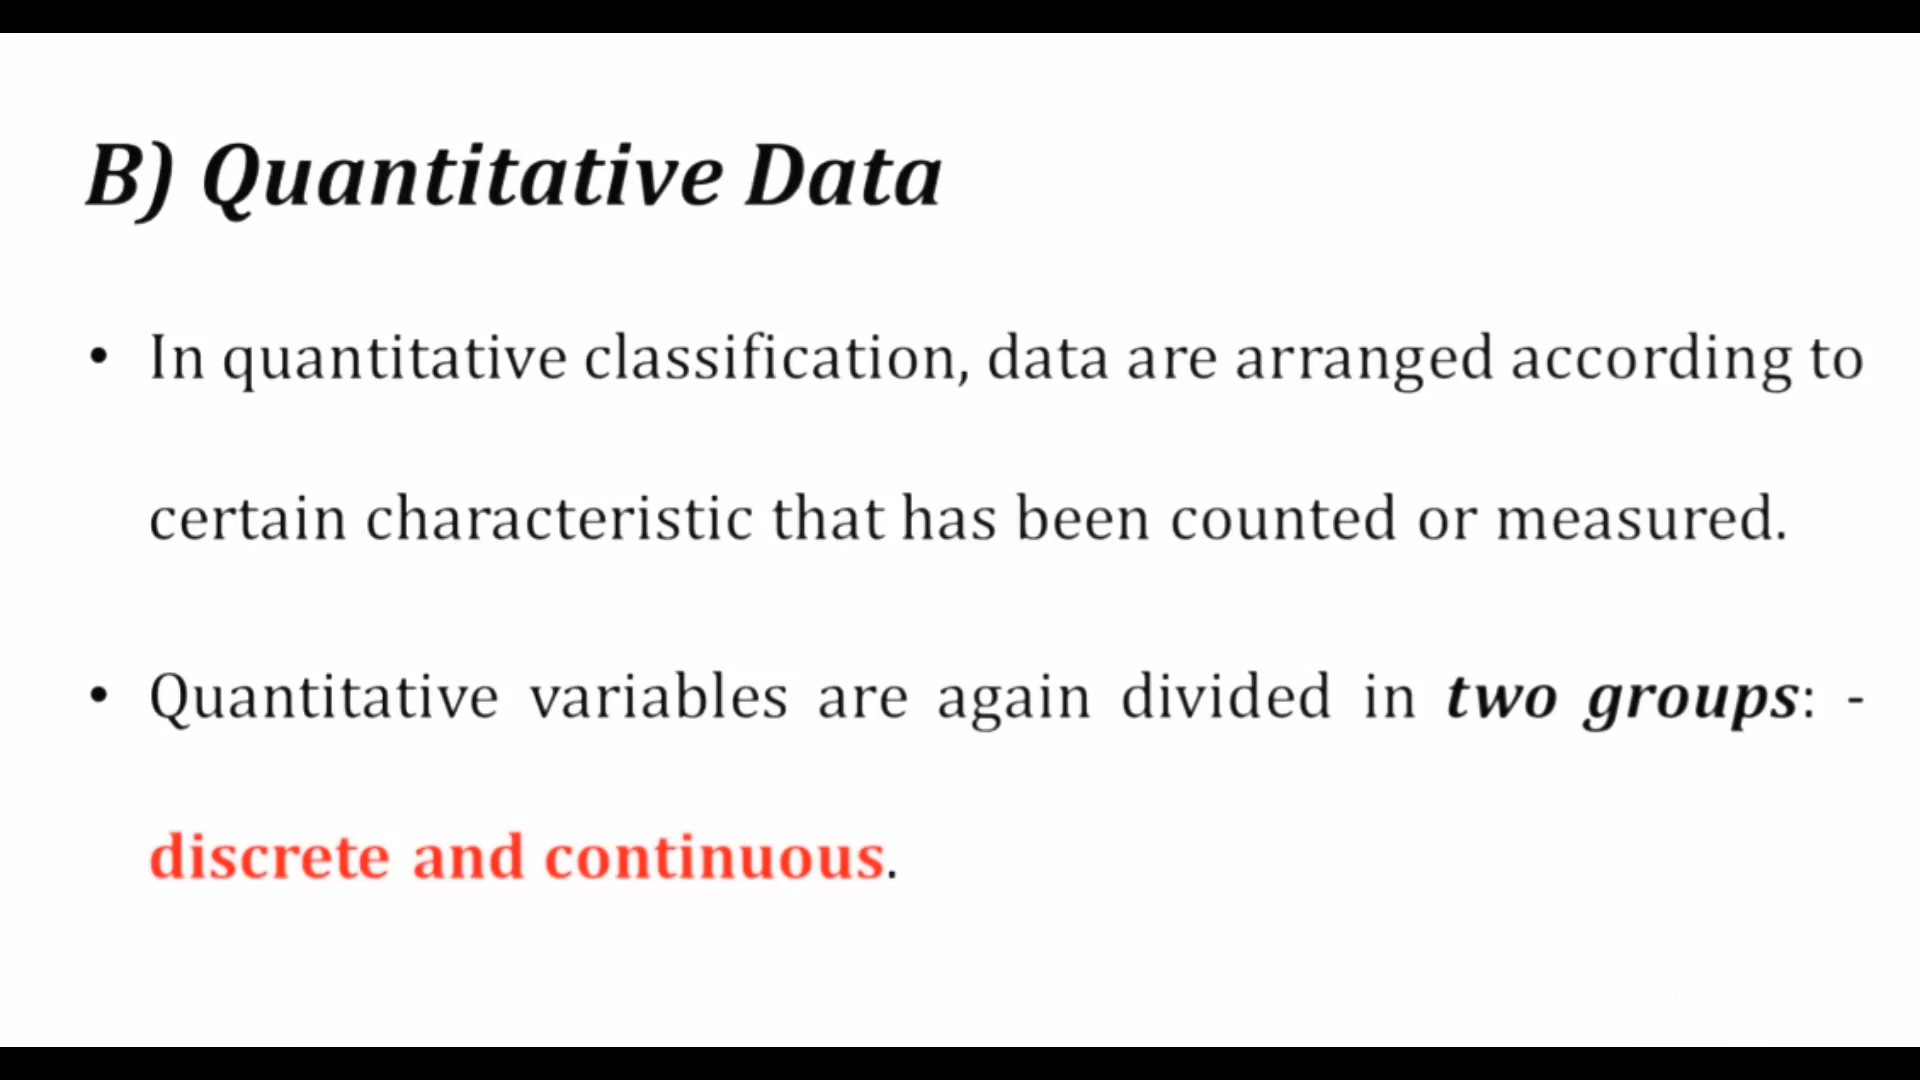 B) Quantitative Data
• In quantitative classification, data are arranged according to
certain characteristic that has been counted or measured.
• Quantitative variables are again divided in two groups: -
discrete and continuous.